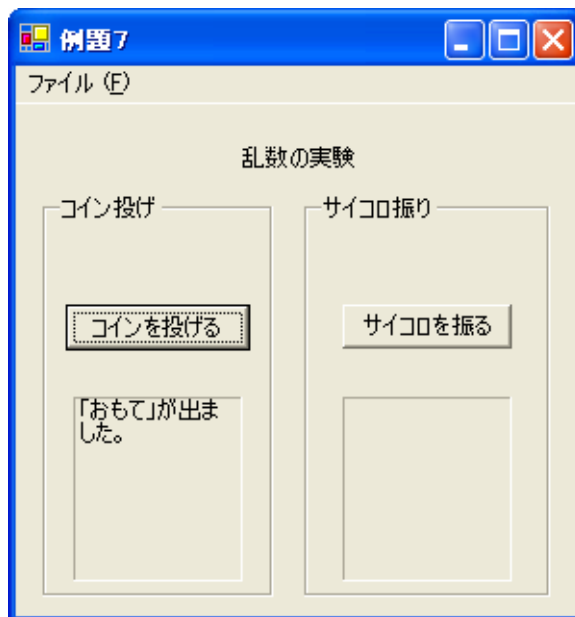 例題7
ファイル (F)
乱数の実験
コイン投げ
コインを投げる
「おもて」が出ま
した。
サイコロ振り
サイコロを振る